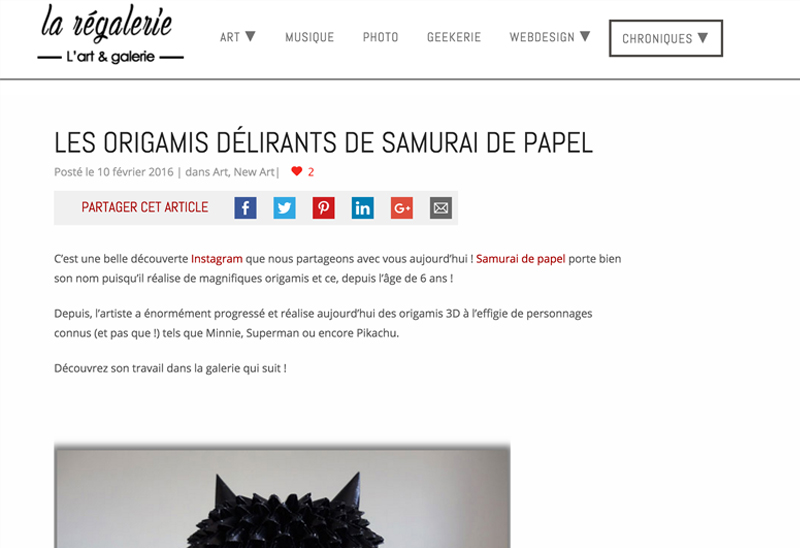 la régalerie
L'art & galerie
ART ▼ MUSIQUE PHOTO GEEKERIE WEBDESIGN ▼ CHRONIQUES ▼
LES ORIGAMIS DÉLIRANTS DE SAMURAI DE PAPEL
Posté le 10 février 2016 | dans Art, New Art| 2
PARTAGER CET ARTICLE
C'est une belle découverte Instagram que nous partageons avec vous aujourd'hui ! Samurai de papel porte bien
son nom puisqu'il réalise de magnifiques origamis et ce, depuis l'âge de 6 ans !
Depuis, l'artiste a énormément progressé et réalise aujourd'hui des origamis 3D à l'effigie de personnages
connus (et pas que !) tels que Minnie, Superman ou encore Pikachu.
Découvrez son travail dans la galerie qui suit !